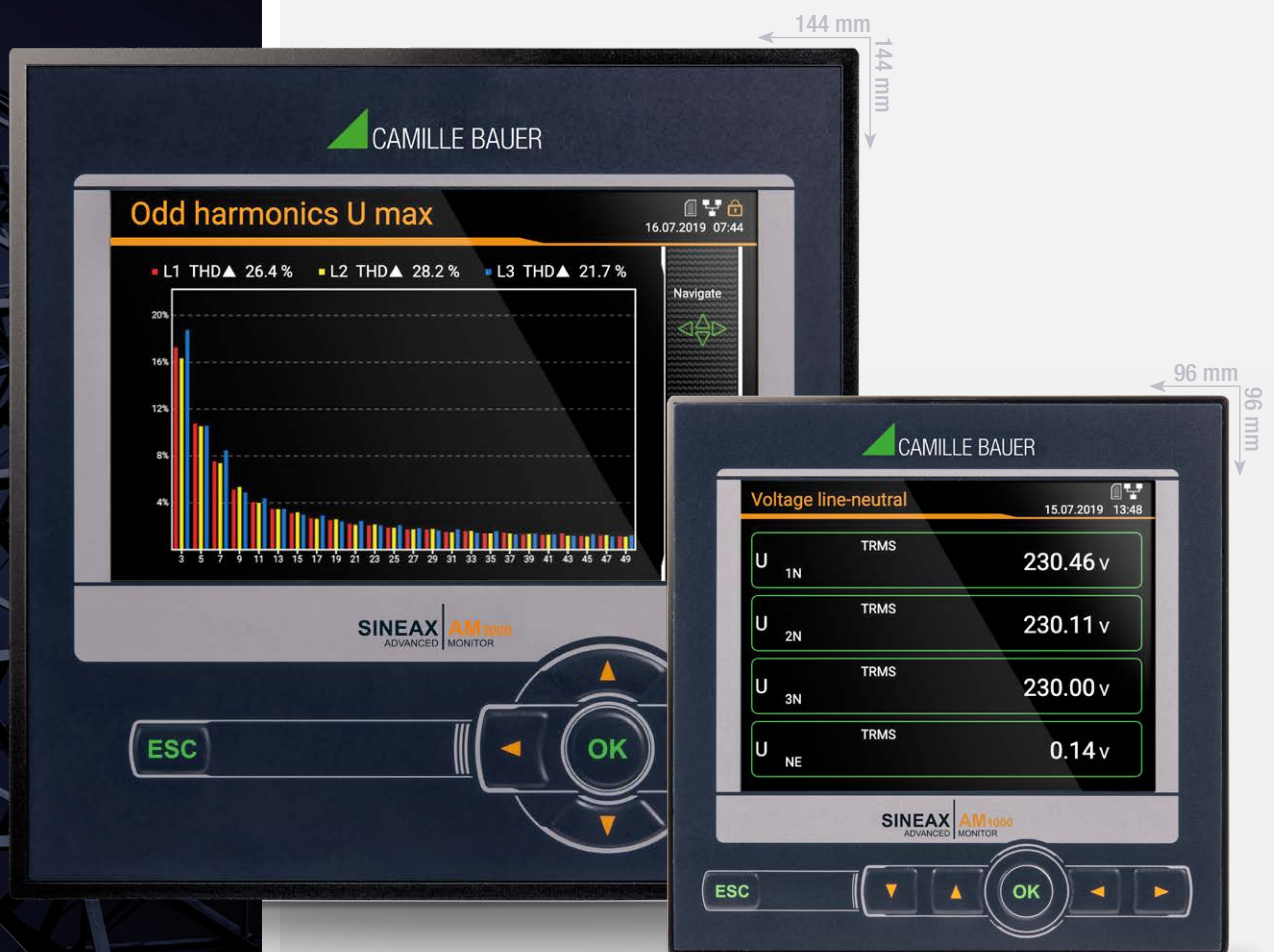 144 mm
144 mm
CAMILLE BAUER
Odd harmonics U max
16.07.2019 07:44
L1 THD▲ 26.4 %
L2 THD▲ 28.2 %
L3 THD▲ 21.7 %
Navigate
20%
16%
12%
8%
4%
3 5 7 9 11 13 15 17 19 21 23 25 27 29 31 33 35 37 39 41 43 45 47 49
SINEAX AM3000
ADVANCED MONITOR
ESC
OK
96 mm
96 mm
CAMILLE BAUER
Voltage line-neutral
15.07.2019 13:48
U 1N TRMS 230.46 V
U 2N TRMS 230.11 V
U 3N TRMS 230.00 V
U NE TRMS 0.14 V
SINEAX AM1000
ADVANCED MONITOR
ESC
OK